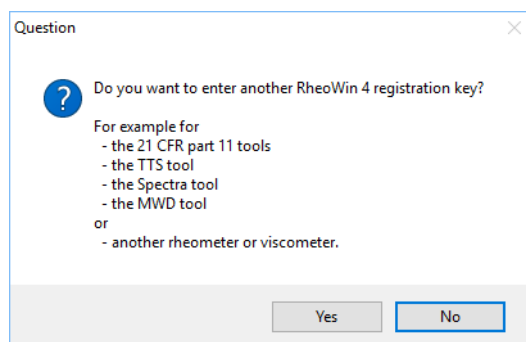 Question
Do you want to enter another RheoWin 4 registration key?
For example for
- the 21 CFR part 11 tools
- the TTS tool
- the Spectra tool
- the MWD tool
or
- another rheometer or viscometer.
Yes
No